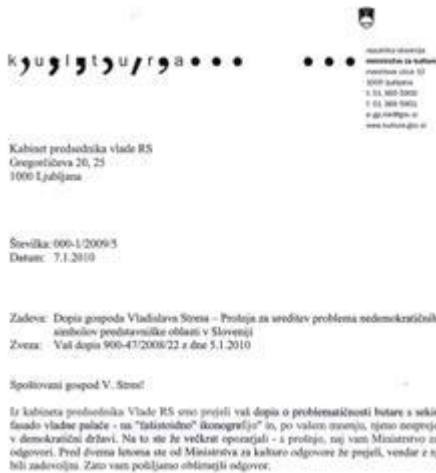 k,u,l,t,u,r,a
republika slovenija
ministrstvo za kulturo
1000 ljubljana
Kabinet predsednika vlade RS
Gregorčičeva 20, 25
1000 Ljubljana
Številka: 000-1/2009/5
Datum: 7.1.2010
Zadeva: Dopis gospoda Vladislava – Prošnja za ureditev problema nedemokratičnih
simbolov predstavniške oblasti v Sloveniji
Zveza: Vaš dopis 900-47/2008/22 z dne 5.1.2010
Spoštovani gospod V.
Iz kabineta predsednika Vlade RS smo prejeli vaš dopis o problematičnosti butare s sekiro
fasado vladne palače - na "fašistoidno" ikonografijo" in, po vašem mnenju, njeno
v demokratični državi. Na to ste že večkrat opozarjali - s prošnjo, naj vam Ministrstvo za
odgovori. Pred dvema letoma ste od Ministrstva za kulturo odgovore že prejeli, vendar z
bili zadovoljni. Zato vam pošiljamo obširnejši odgovor: